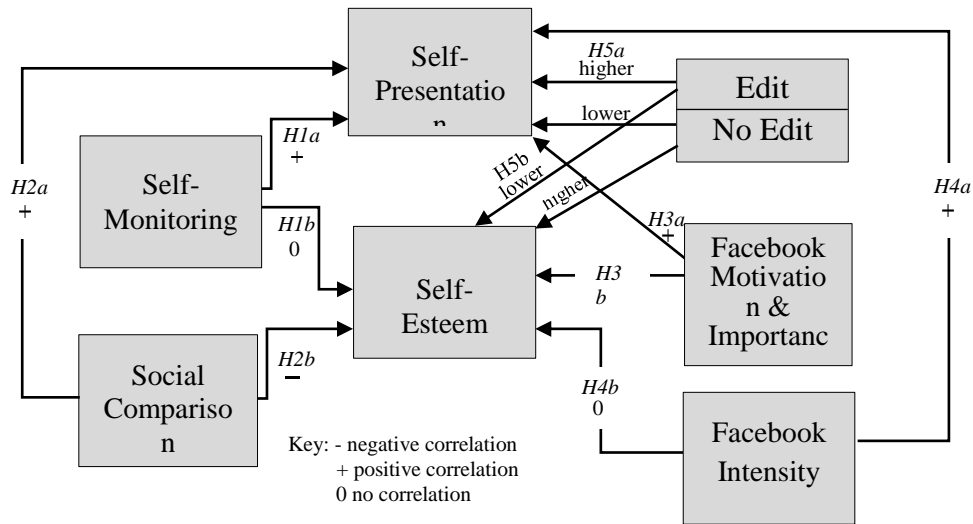 Self-
Presentatio
n
H5a
higher
lower
Edit
No Edit
H1a
+
H2a
+
Self-
Monitoring
H1b
0
H5b
lower
higher
H3a
+
H4a
+
Self-
Esteem
H3
b
Facebook
Motivatio
n &
Importanc
H2b
–
Social
Compariso
n
H4b
0
Facebook
Intensity
Key: - negative correlation
+ positive correlation
0 no correlation